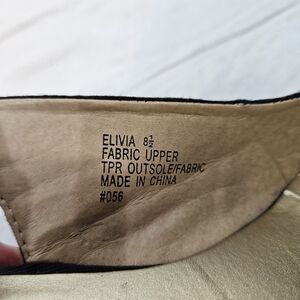 ELIVIA 8½
FABRIC UPPER
TPR OUTSOLE/FABRIC
MADE IN CHINA
#056